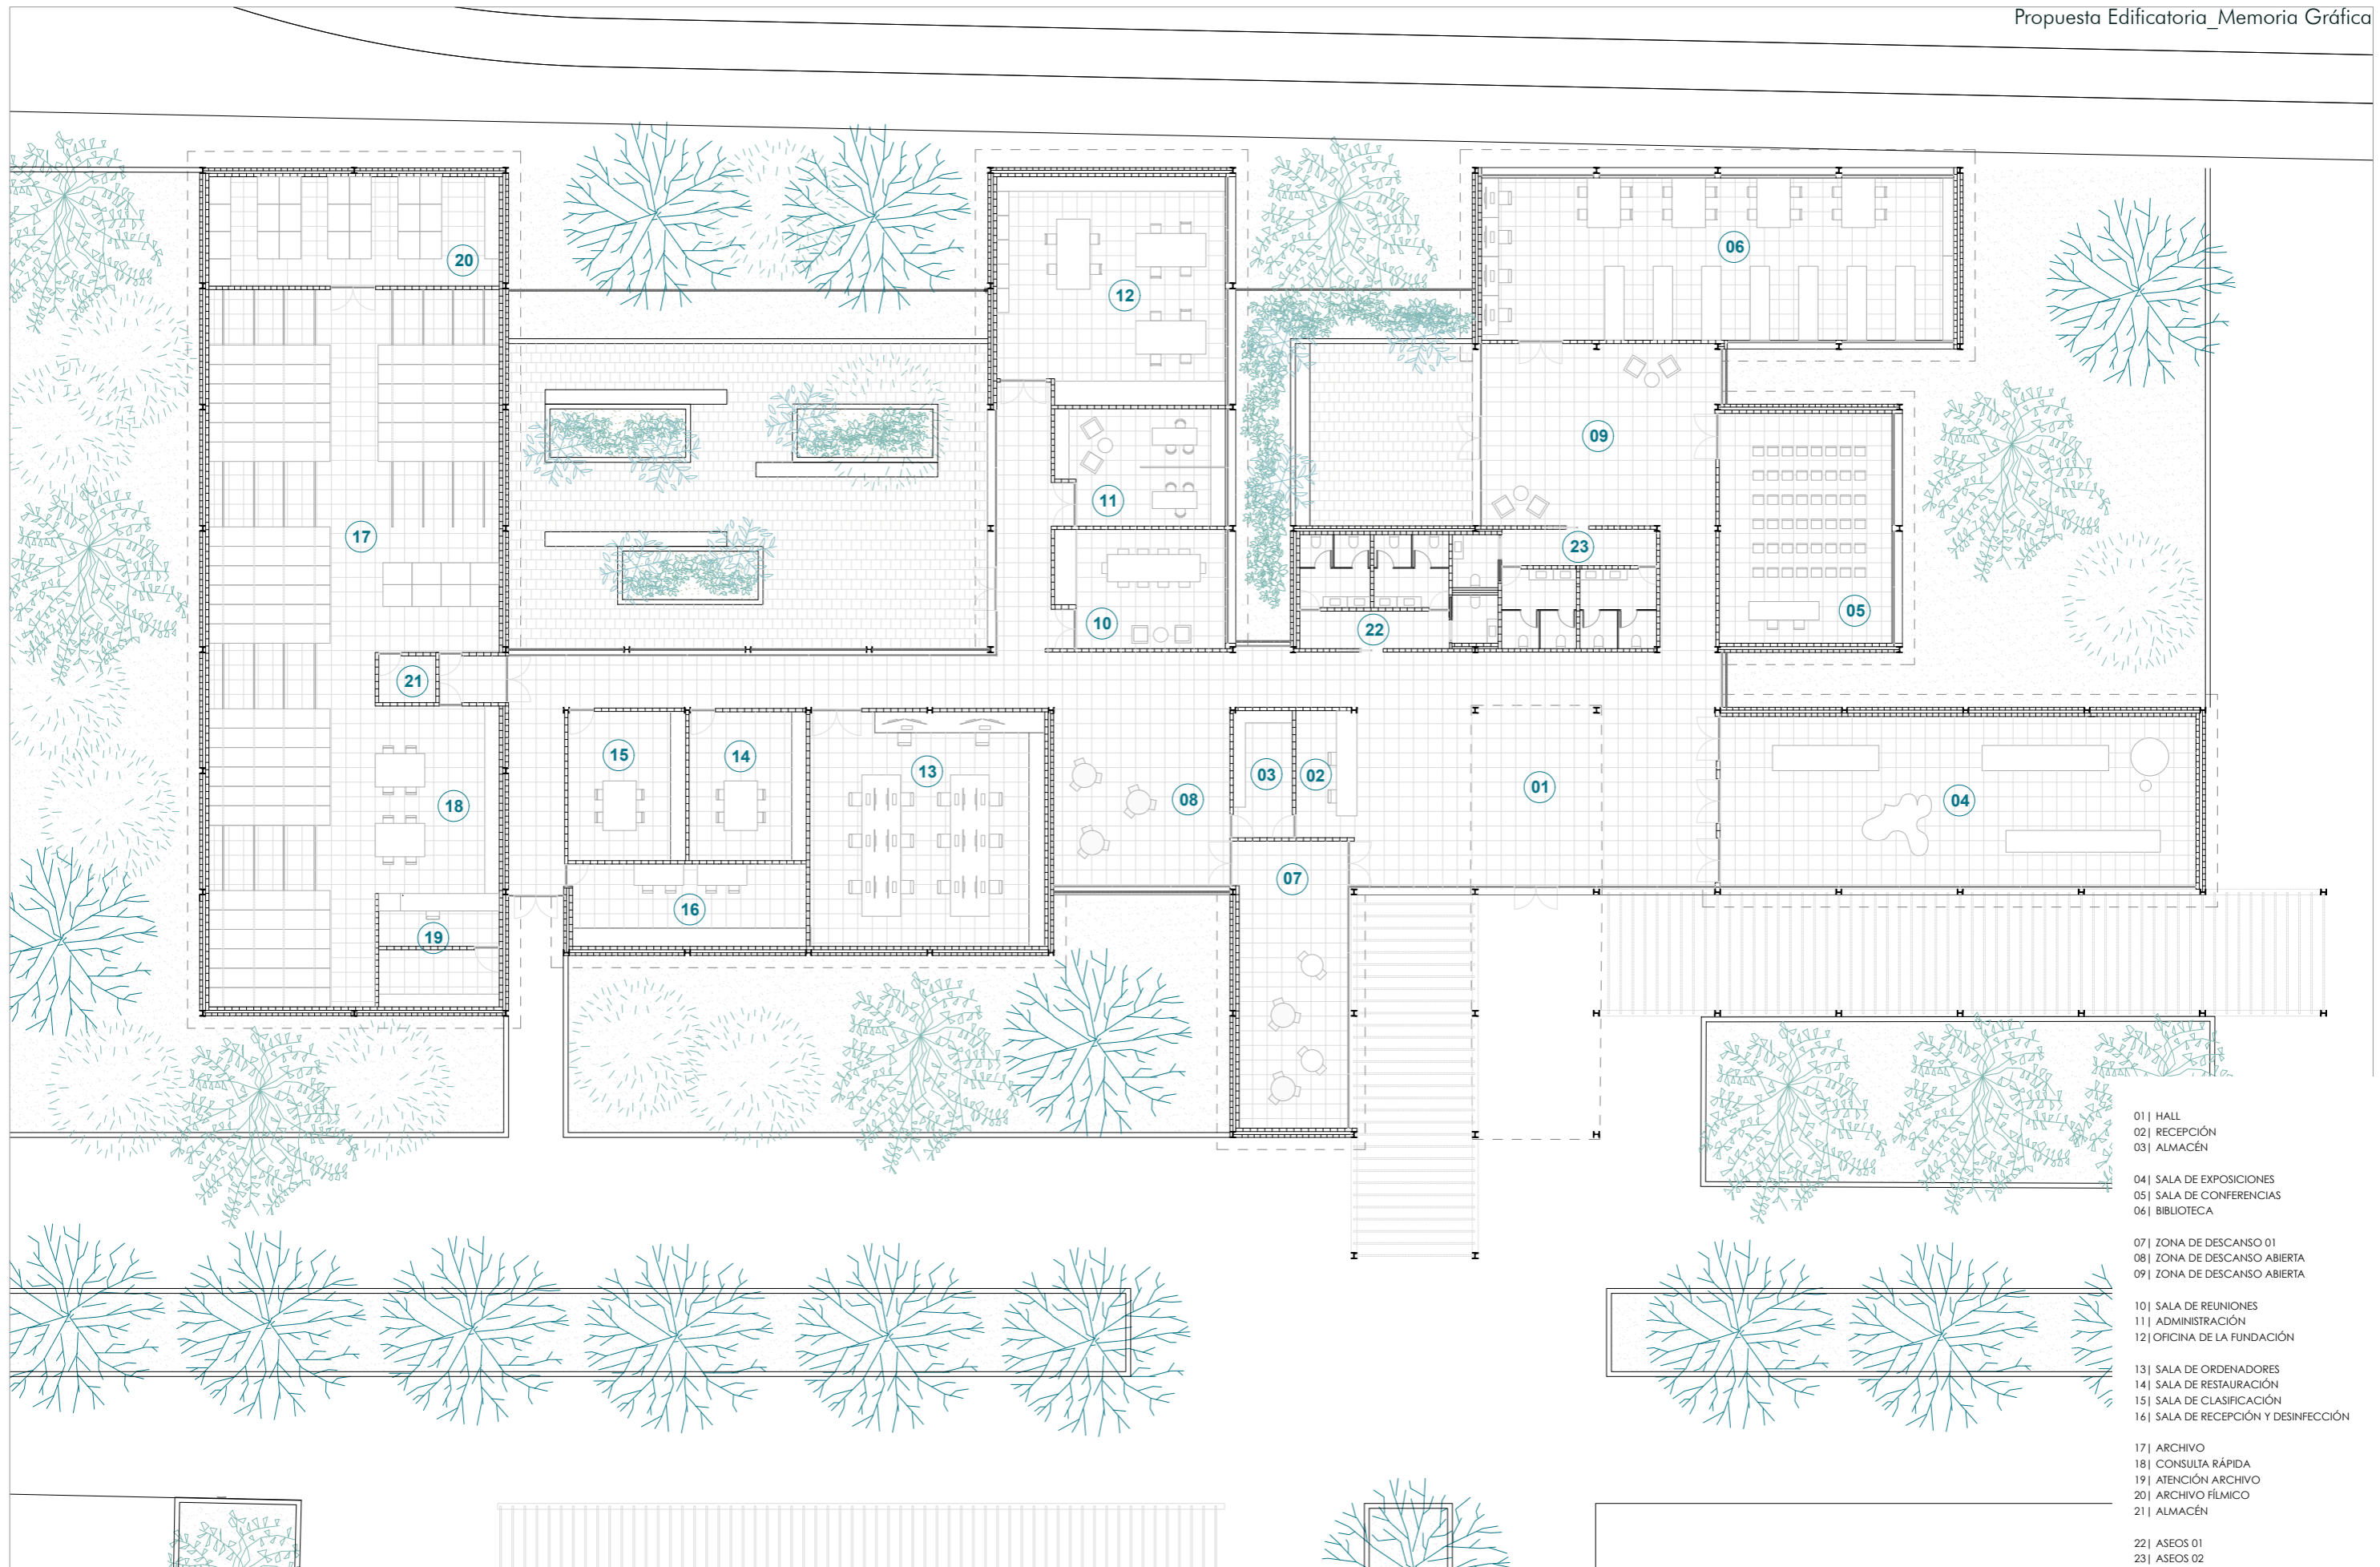 Propuesta Edificatoria_Memoria Gráfica
20
12
06
09
11
17
23
05
22
10
21
15
14
13
03
02
01
08
04
18
07
16
19
01| HALL
02| RECEPCIÓN
03| ALMACÉN
04| SALA DE EXPOSICIONES
05| SALA DE CONFERENCIAS
06| BIBLIOTECA
07| ZONA DE DESCANSO 01
08| ZONA DE DESCANSO ABIERTA
09| ZONA DE DESCANSO ABIERTA
10| SALA DE REUNIONES
11| ADMINISTRACIÓN
12| OFICINA DE LA FUNDACIÓN
13| SALA DE ORDENADORES
14| SALA DE RESTAURACIÓN
15| SALA DE CLASIFICACIÓN
16| SALA DE RECEPCIÓN Y DESINFECCIÓN
17| ARCHIVO
18| CONSULTA RÁPIDA
19| ATENCIÓN ARCHIVO
20| ARCHIVO FÍLMICO
21| ALMACÉN
22| ASEOS 01
23| ASEOS 02